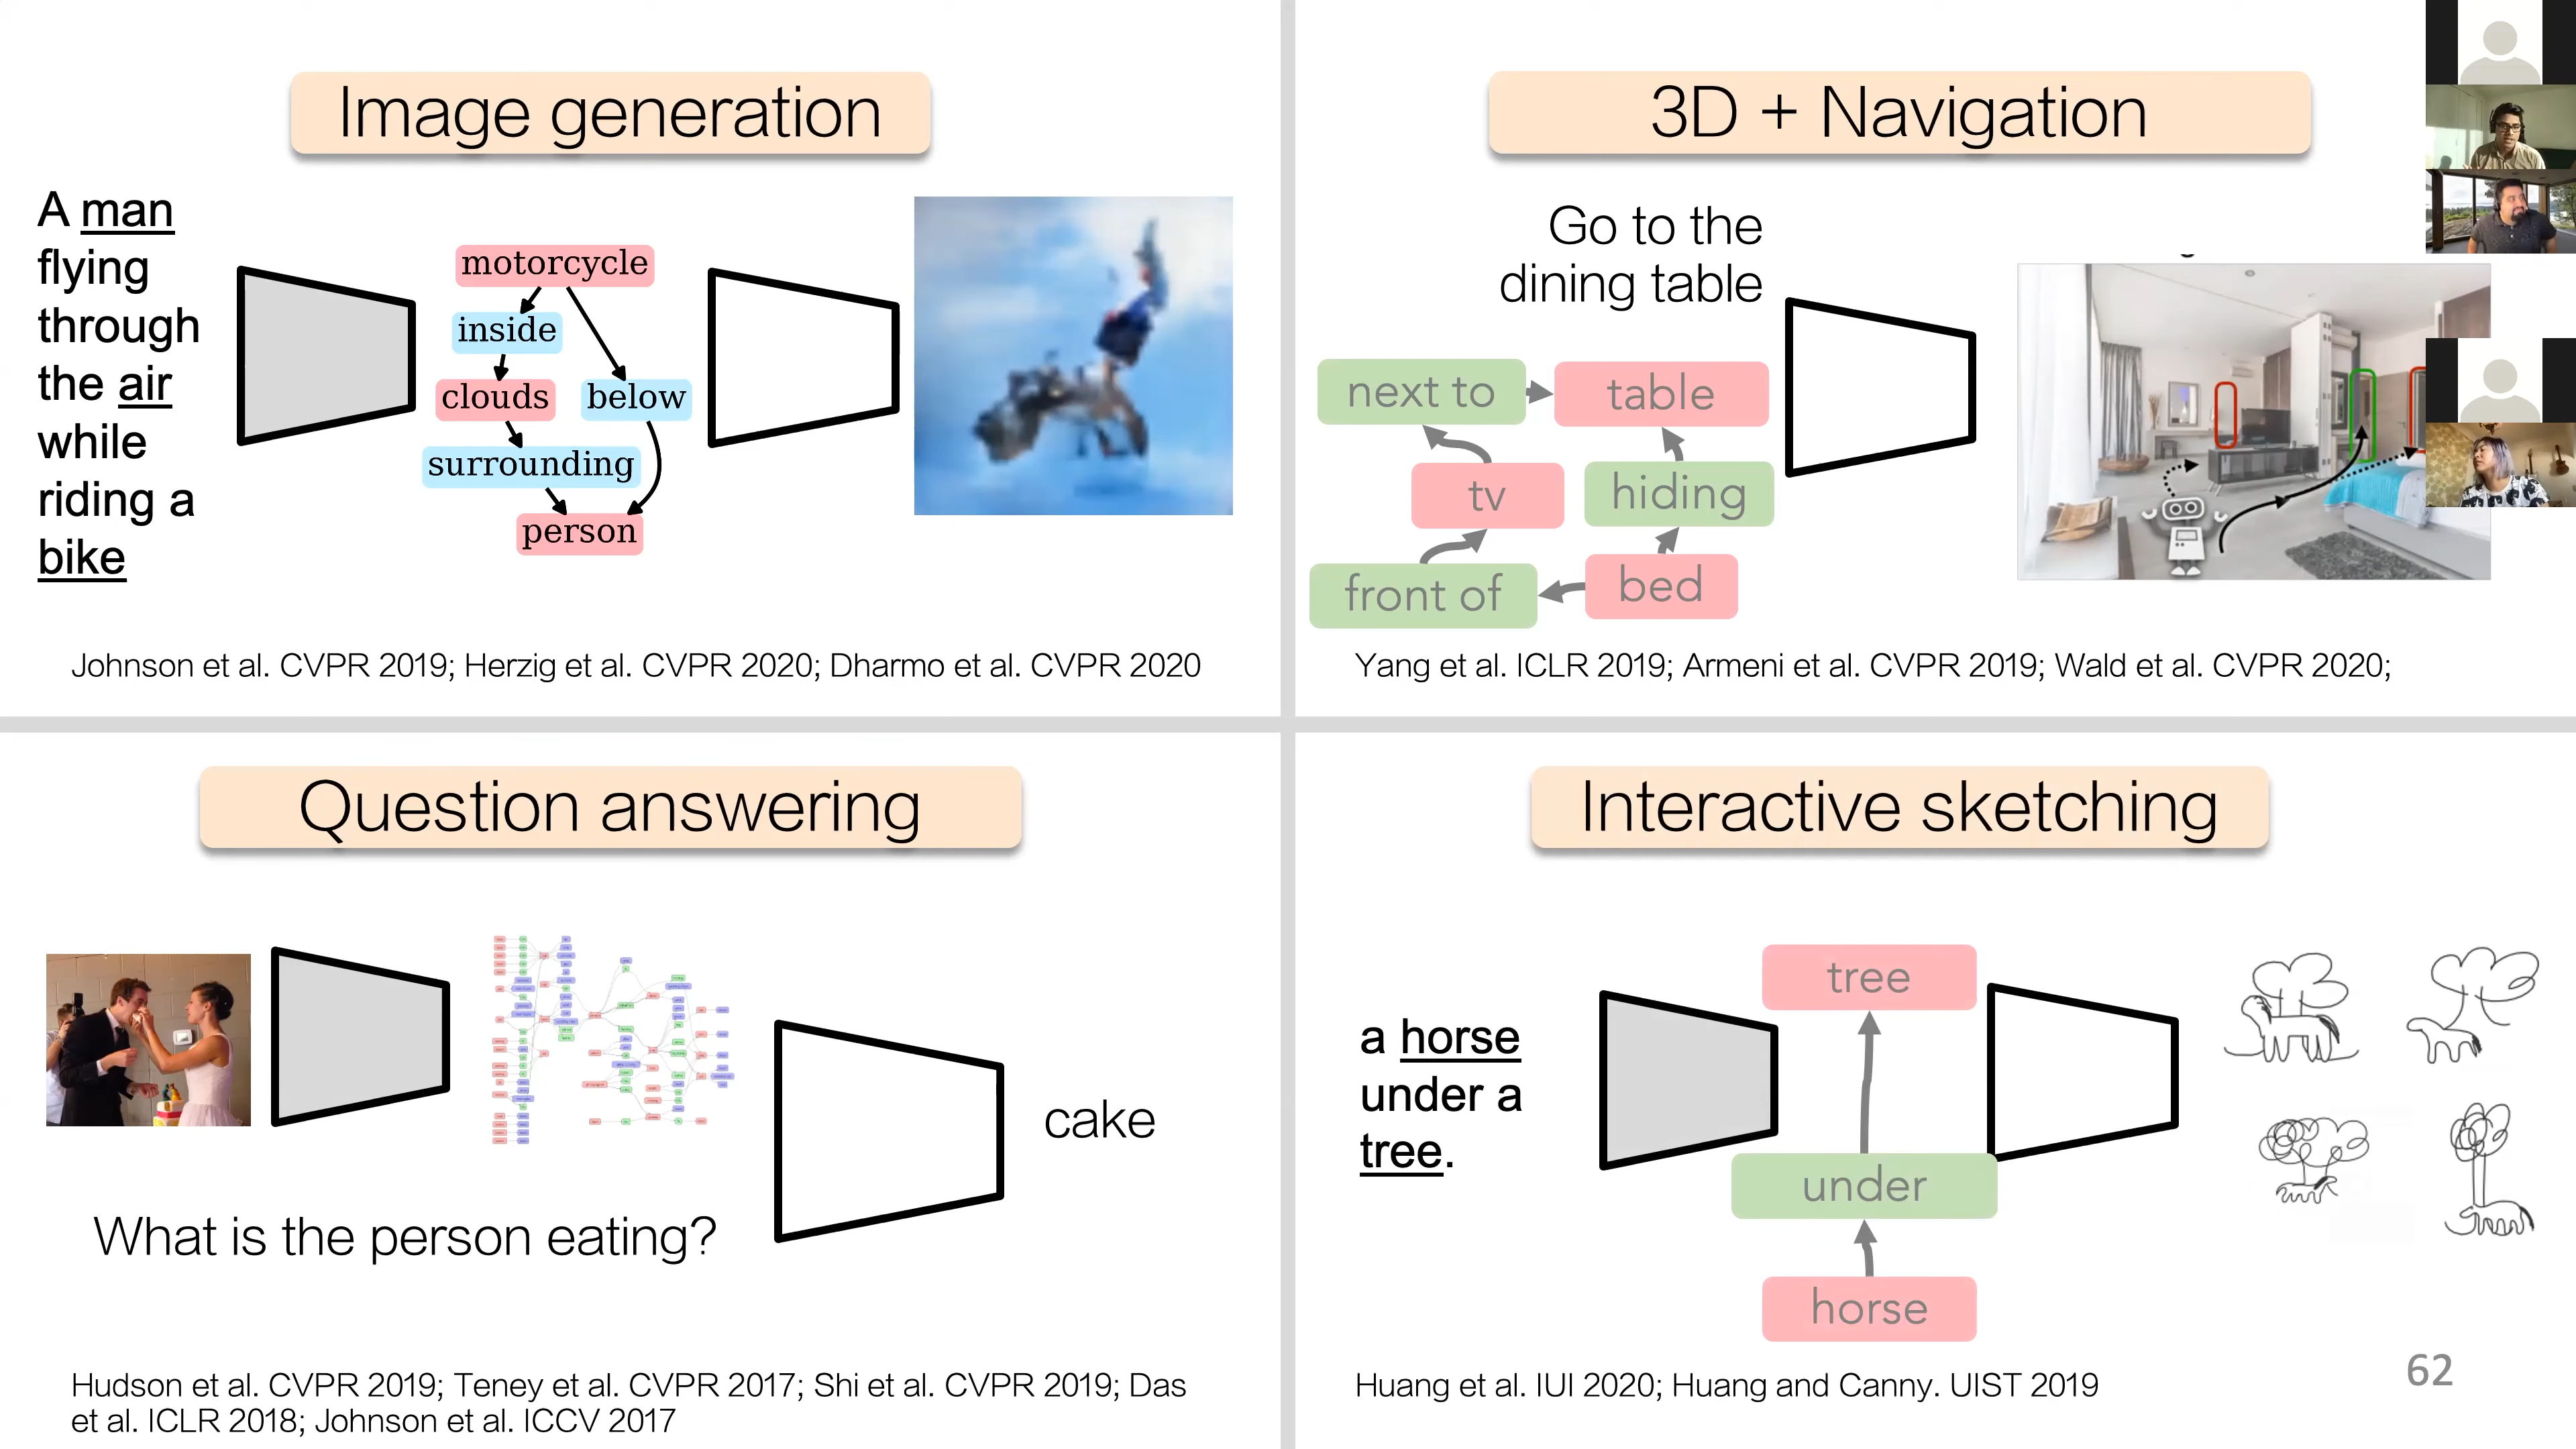 Image generation
A man
flying
through
the air
while
riding a
bike
motorcycle
inside
clouds
below
surrounding
person
Johnson et al. CVPR 2019; Herzig et al. CVPR 2020; Dharmo et al. CVPR 2020
3D + Navigation
Go to the
dining table
next to
table
tv
hiding
front of
bed
Yang et al. ICLR 2019; Armeni et al. CVPR 2019; Wald et al. CVPR 2020;
Question answering
cake
What is the person eating?
Hudson et al. CVPR 2019; Teney et al. CVPR 2017; Shi et al. CVPR 2019; Das
et al. ICLR 2018; Johnson et al. ICCV 2017
Interactive sketching
a horse
under a
tree.
tree
under
horse
Huang et al. IUI 2020; Huang and Canny. UIST 2019
62